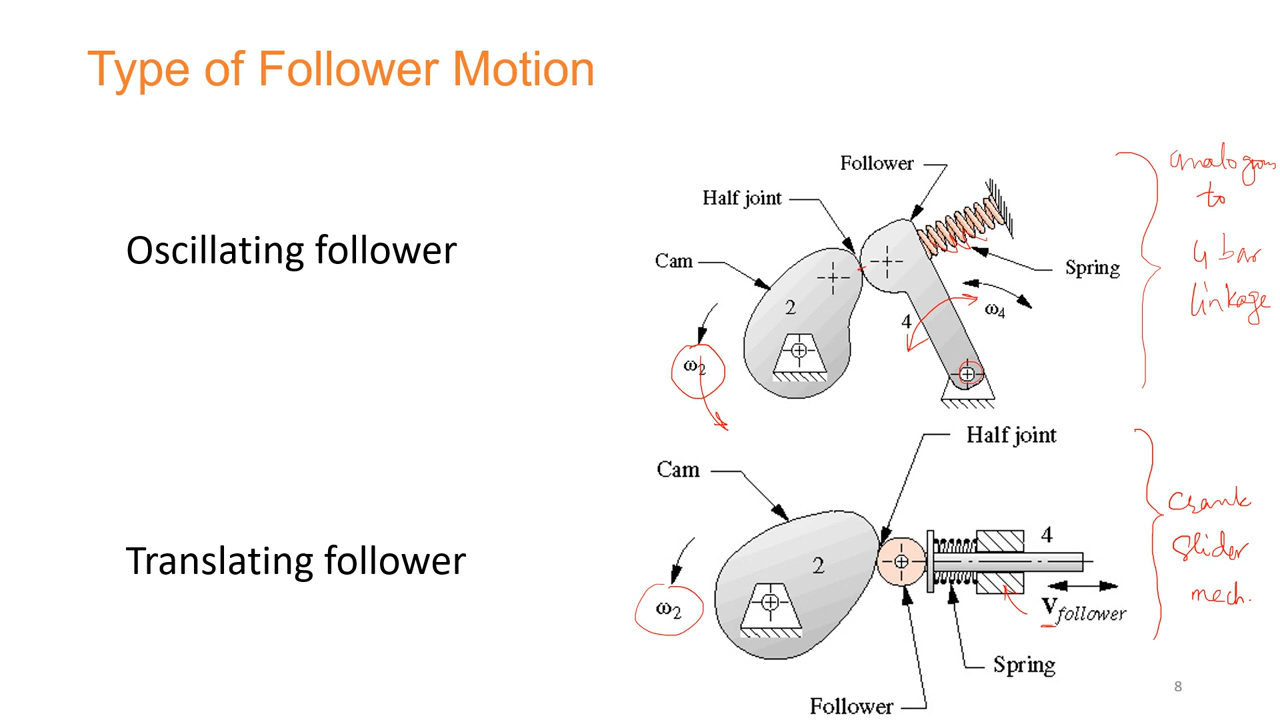 Type of Follower Motion
Oscillating follower
Follower
Half joint
Cam
2
Spring
4
ω4
ω2
analogous
to
4 bar
linkage
Translating follower
Half joint
Cam
2
4
ω2
Vfollower
Spring
Follower
crank
slider
mech.
8